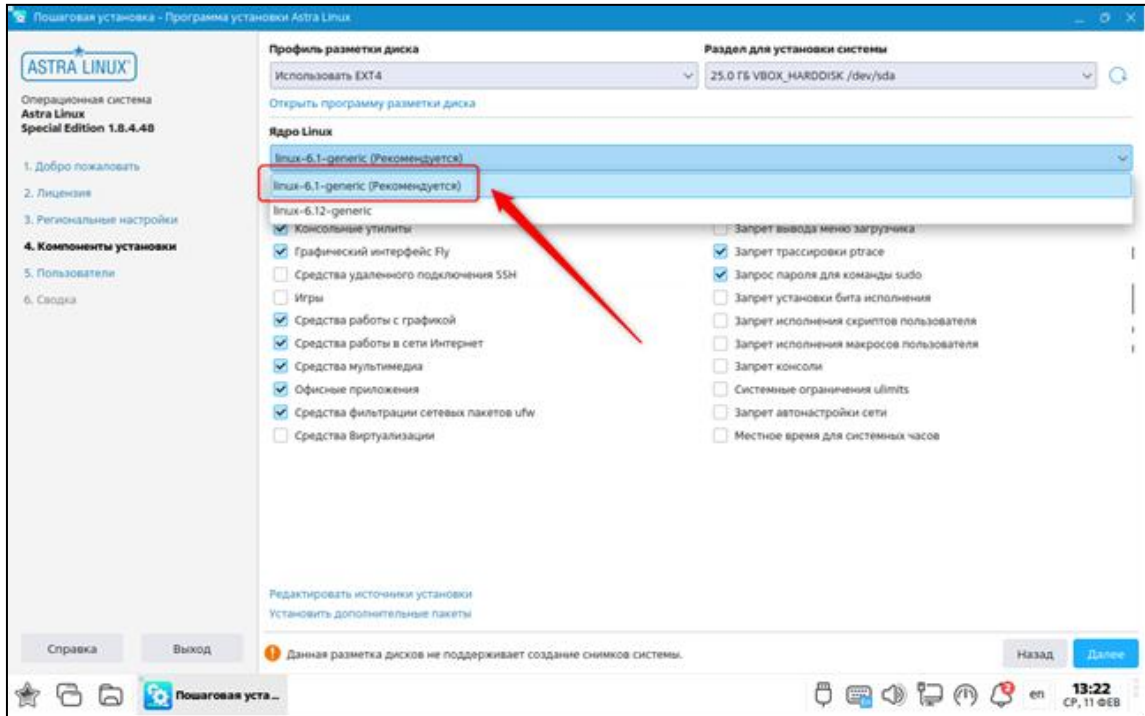 Пошаговая установка - Программа установки Astra Linux
ASTRA LINUX
Операционная система
Astra Linux
Special Edition 1.8.4.48
1. Добро пожаловать
2. Лицензия
3. Региональные настройки
4. Компоненты установки
5. Пользователи
6. Сводка
Справка
Выход
Профиль разметки диска
Использовать EXT4
Открыть программу разметки диска
Раздел для установки системы
25.0 ГБ VBOX_HARDDISK /dev/sda
Ядро Linux
linux-6.1-generic (Рекомендуется)
linux-6.1-generic (Рекомендуется)
linux-6.12-generic
Консольные утилиты
Графический интерфейс Fly
Средства удаленного подключения SSH
Игры
Средства работы с графикой
Средства работы в сети Интернет
Средства мультимедиа
Офисные приложения
Средства фильтрации сетевых пакетов ufw
Средства Виртуализации
Запрет вывода меню загрузчика
Запрет трассировки ptrace
Запрос пароля для команды sudo
Запрет установки бита исполнения
Запрет исполнения скриптов пользователя
Запрет исполнения макросов пользователя
Запрет консоли
Системные ограничения ulimits
Запрет автонастройки сети
Местное время для системных часов
Редактировать источники установки
Установить дополнительные пакеты
Данная разметка дисков не поддерживает создание снимков системы.
Назад
Далее
Пошаговая уста...
2
en
13:22
СР, 11 ФЕВ